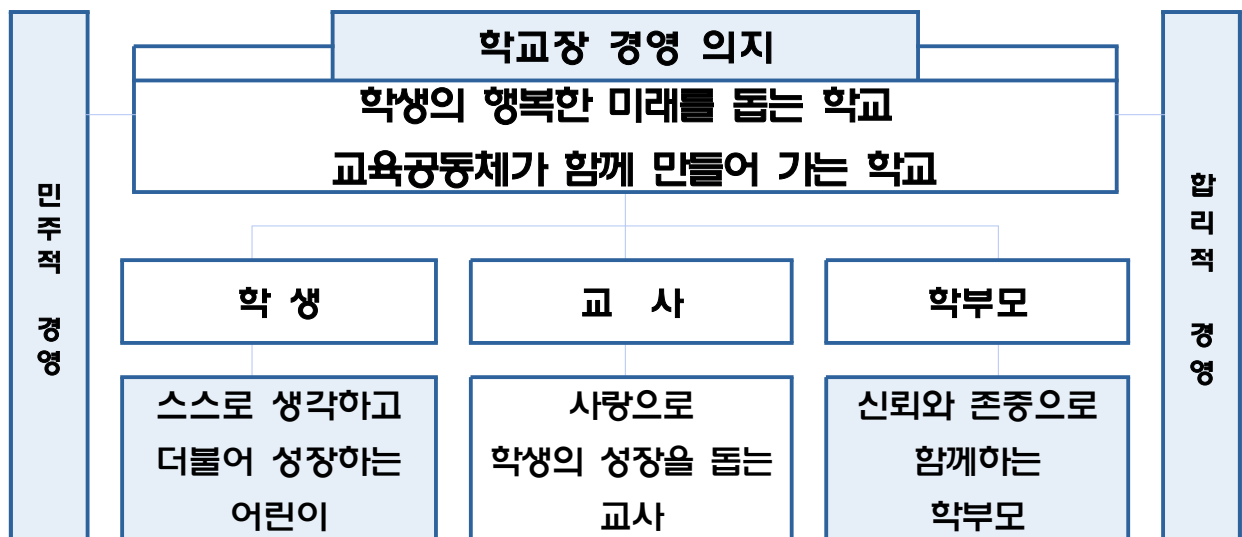 학교장 경영 의지
학생의 행복한 미래를 돕는 학교
교육공동체가 함께 만들어 가는 학교
민주적 경영
합리적 경영
학 생
교 사
학부모
스스로 생각하고
더불어 성장하는
어린이
사랑으로
학생의 성장을 돕는
교사
신뢰와 존중으로
함께하는
학부모